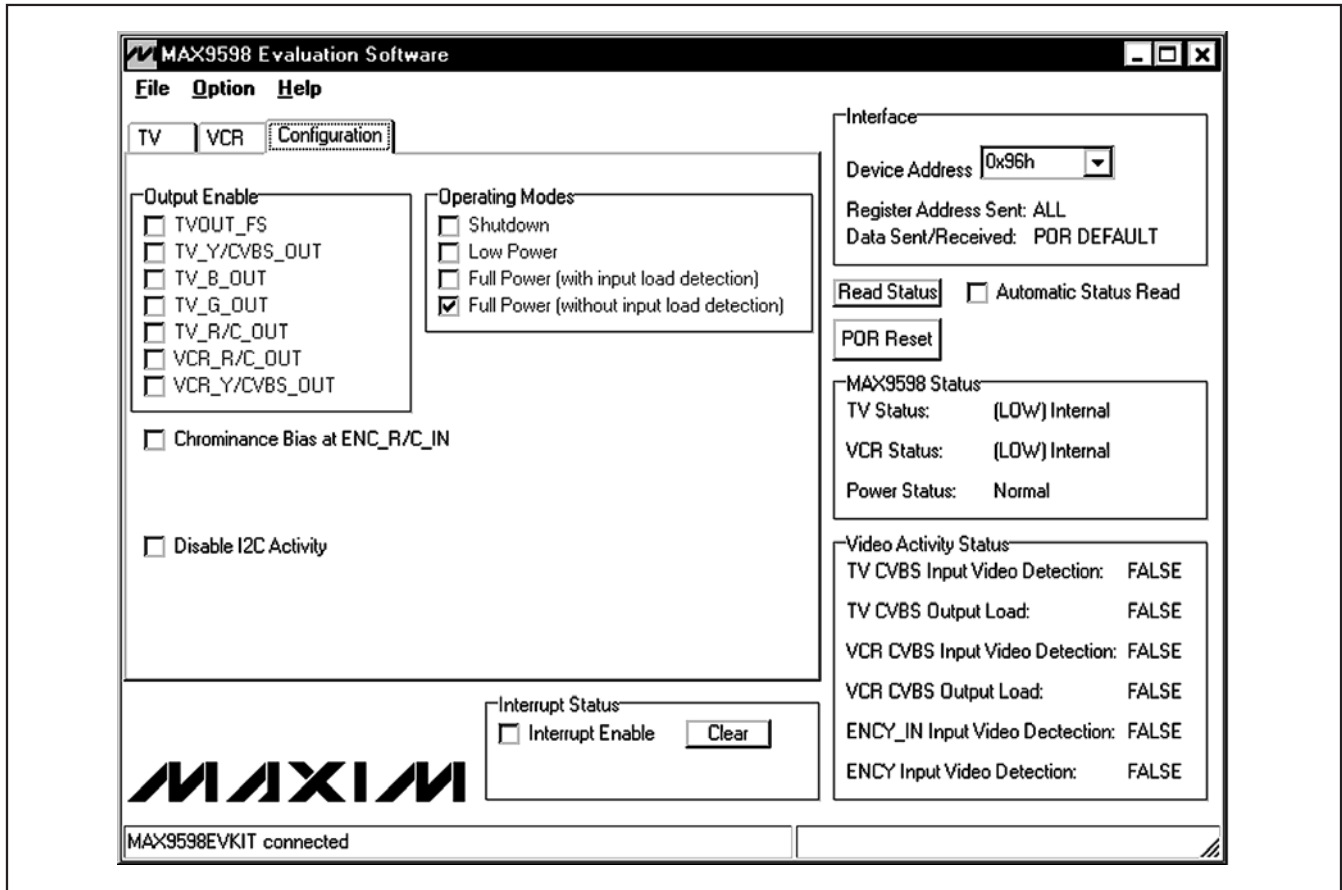 MAX9598 Evaluation Software
File Option Help
TV VCR Configuration
Output Enable
TVOUT_FS
TV_Y/CVBS_OUT
TV_B_OUT
TV_G_OUT
TV_R/C_OUT
VCR_R/C_OUT
VCR_Y/CVBS_OUT
Operating Modes
Shutdown
Low Power
Full Power (with input load detection)
Full Power (without input load detection)
Chrominance Bias at ENC_R/C_IN
Disable I2C Activity
Interrupt Status
Interrupt Enable Clear
MAXIM
Interface
Device Address 0x96h
Register Address Sent: ALL
Data Sent/Received: POR DEFAULT
Read Status Automatic Status Read
POR Reset
MAX9598 Status
TV Status: (LOW) Internal
VCR Status: (LOW) Internal
Power Status: Normal
Video Activity Status
TV CVBS Input Video Detection: FALSE
TV CVBS Output Load: FALSE
VCR CVBS Input Video Detection: FALSE
VCR CVBS Output Load: FALSE
ENCY_IN Input Video Dectection: FALSE
ENCY Input Video Detection: FALSE
MAX9598EVKIT connected